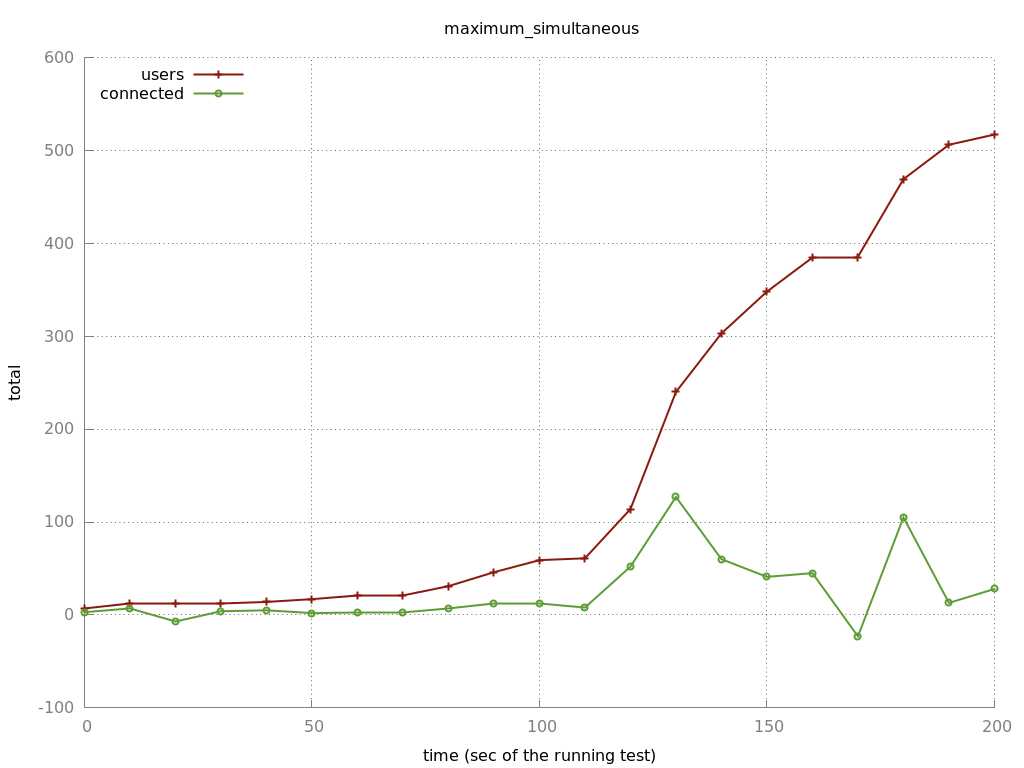 maximum_simultaneous
users
connected
600
500
400
300
200
100
0
-100
0 50 100 150 200
total
time (sec of the running test)